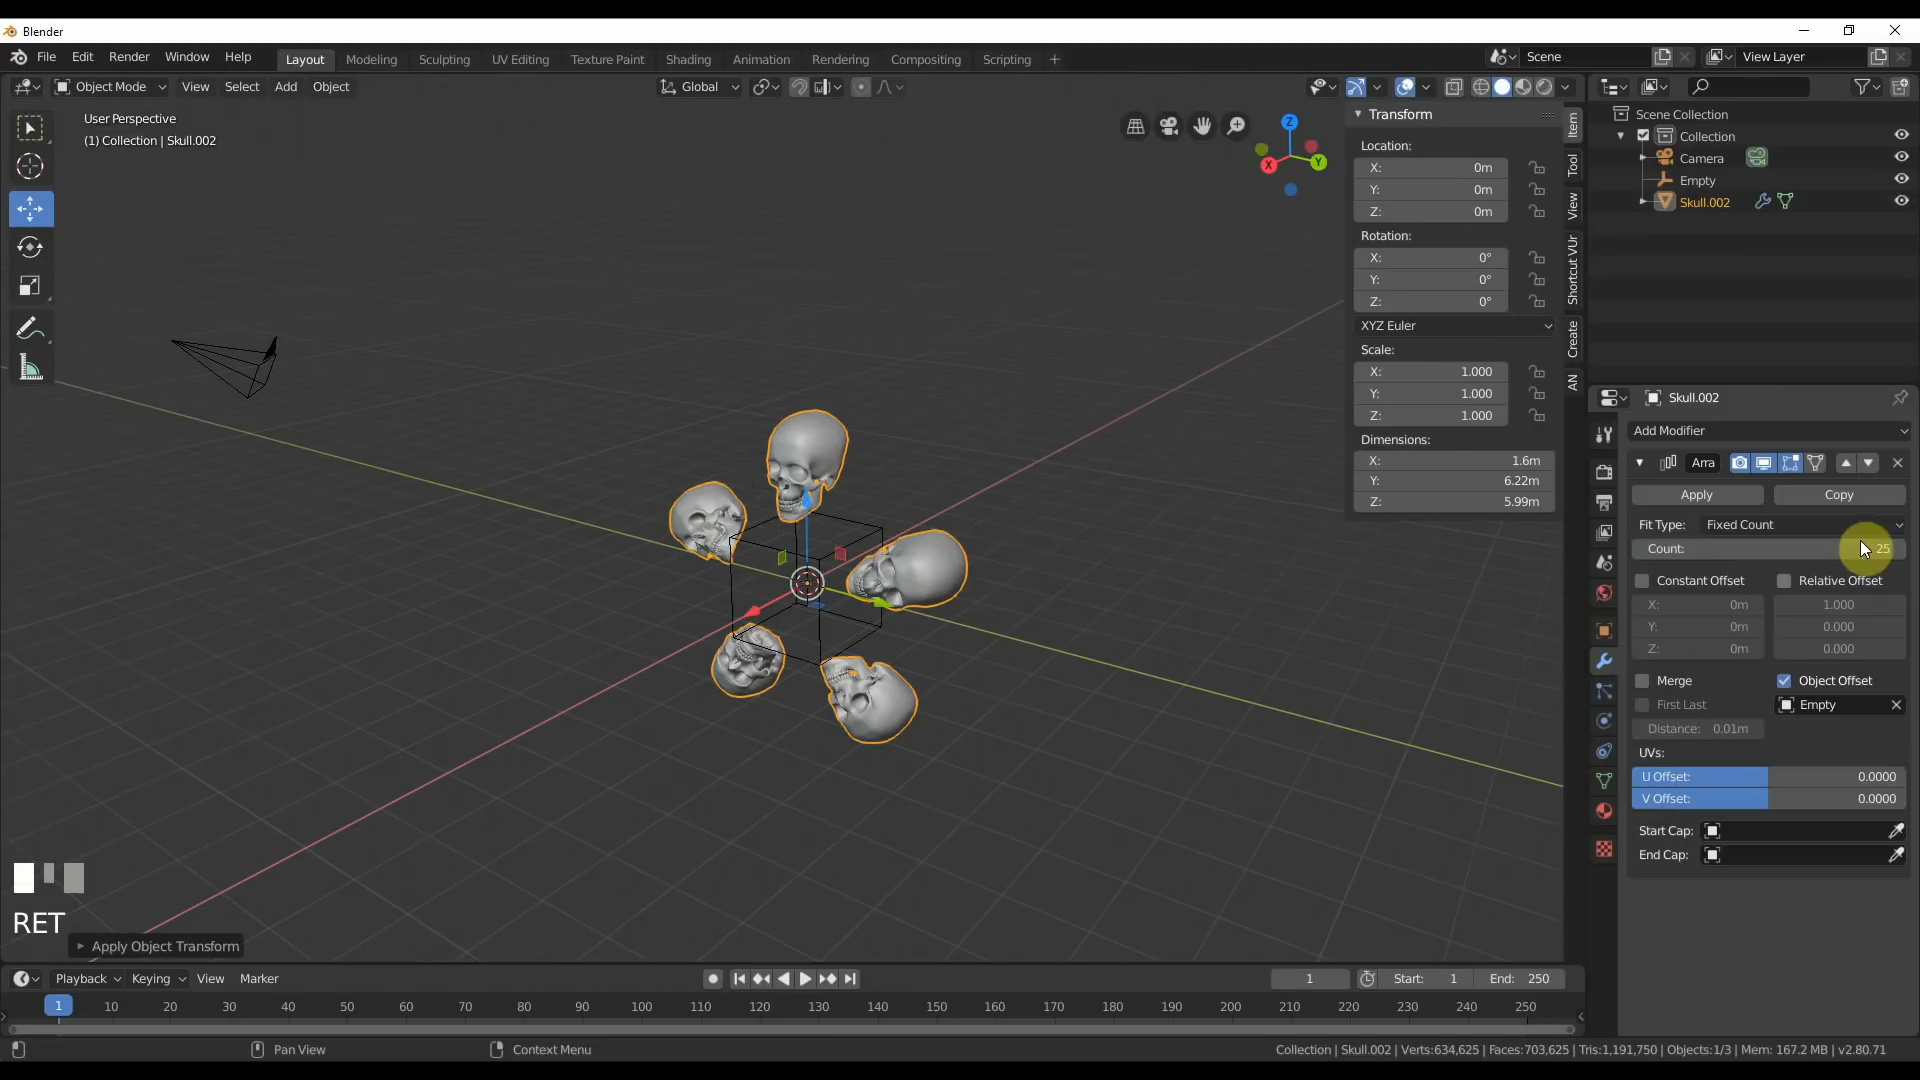 Blender
File Edit Render Window Help Layout Modeling Sculpting UV Editing Texture Paint Shading Animation Rendering Compositing Scripting + Scene View Layer
Object Mode View Select Add Object Global
User Perspective
(1) Collection | Skull.002
Z
Y
X
Transform
Location:
X: 0m
Y: 0m
Z: 0m
Rotation:
X: 0°
Y: 0°
Z: 0°
XYZ Euler
Scale:
X: 1.000
Y: 1.000
Z: 1.000
Dimensions:
X: 1.6m
Y: 6.22m
Z: 5.99m
Item
Tool
View
Shortcut VUr
Create
AN
Scene Collection
Collection
Camera
Empty
Skull.002
Skull.002
Add Modifier
Arra
Apply Copy
Fit Type: Fixed Count
Count: 25
Constant Offset Relative Offset
X: 0m 1.000
Y: 0m 0.000
Z: 0m 0.000
Merge Object Offset
First Last Empty
Distance: 0.01m
UVs:
U Offset: 0.0000
V Offset: 0.0000
Start Cap:
End Cap:
RET
Apply Object Transform
Playback Keying View Marker 1 Start: 1 End: 250
1 10 20 30 40 50 60 70 80 90 100 110 120 130 140 150 160 170 180 190 200 210 220 230 240 250
Pan View Context Menu Collection | Skull.002 | Verts:634,625 | Faces:703,625 | Tris:1,191,750 | Objects:1/3 | Mem: 167.2 MB | v2.80.71